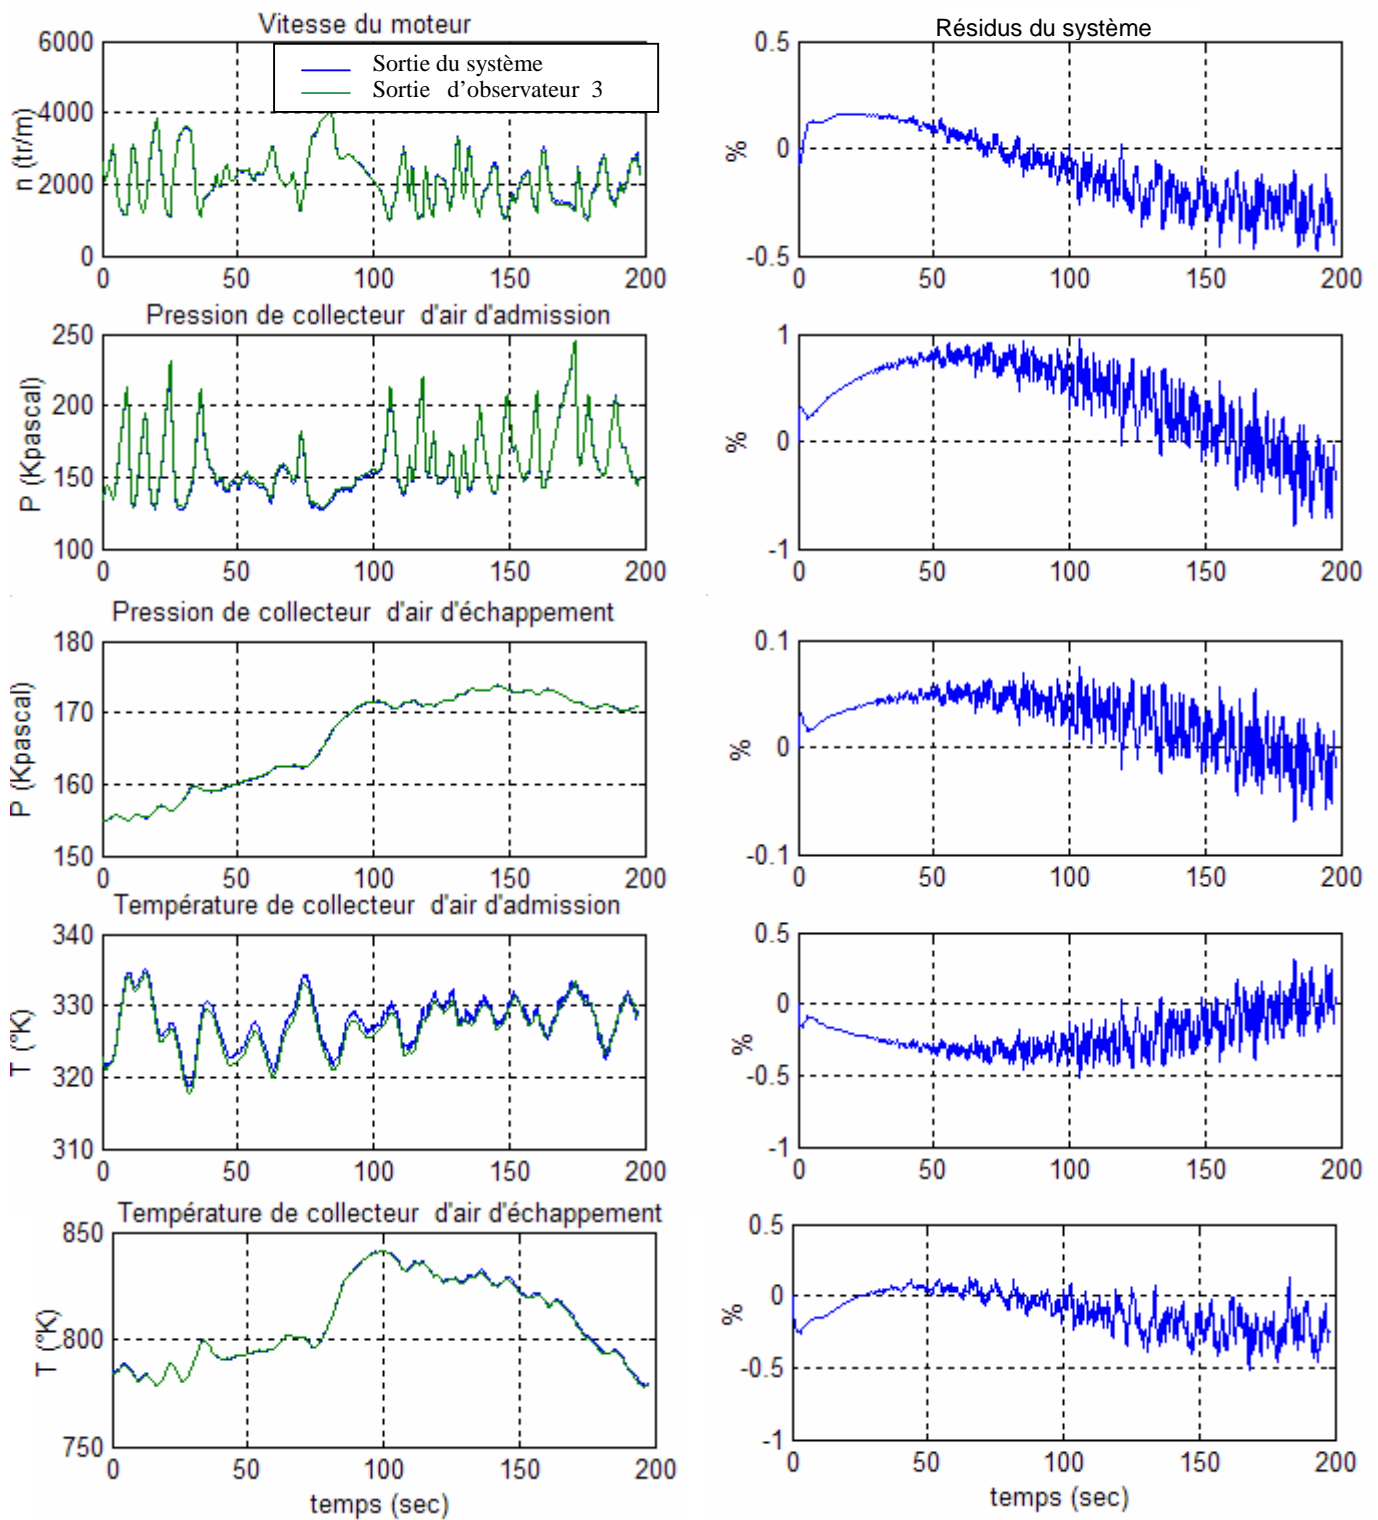 Vitesse du moteur
Résidus du système
Sortie du système
Sortie d'observateur 3
n (tr/m)
6000
4000
2000
0
0 50 100 150 200
%
0.5
0
-0.5
0 50 100 150 200
Pression de collecteur d'air d'admission
P (Kpascal)
250
200
150
100
0 50 100 150 200
%
1
0
-1
0 50 100 150 200
Pression de collecteur d'air d'échappement
P (Kpascal)
180
170
160
150
0 50 100 150 200
%
0.1
0
-0.1
0 50 100 150 200
Température de collecteur d'air d'admission
T (°K)
340
330
320
310
0 50 100 150 200
%
0.5
0
-0.5
-1
0 50 100 150 200
Température de collecteur d'air d'échappement
T (°K)
850
800
750
0 50 100 150 200
temps (sec)
%
0.5
0
-0.5
-1
0 50 100 150 200
temps (sec)